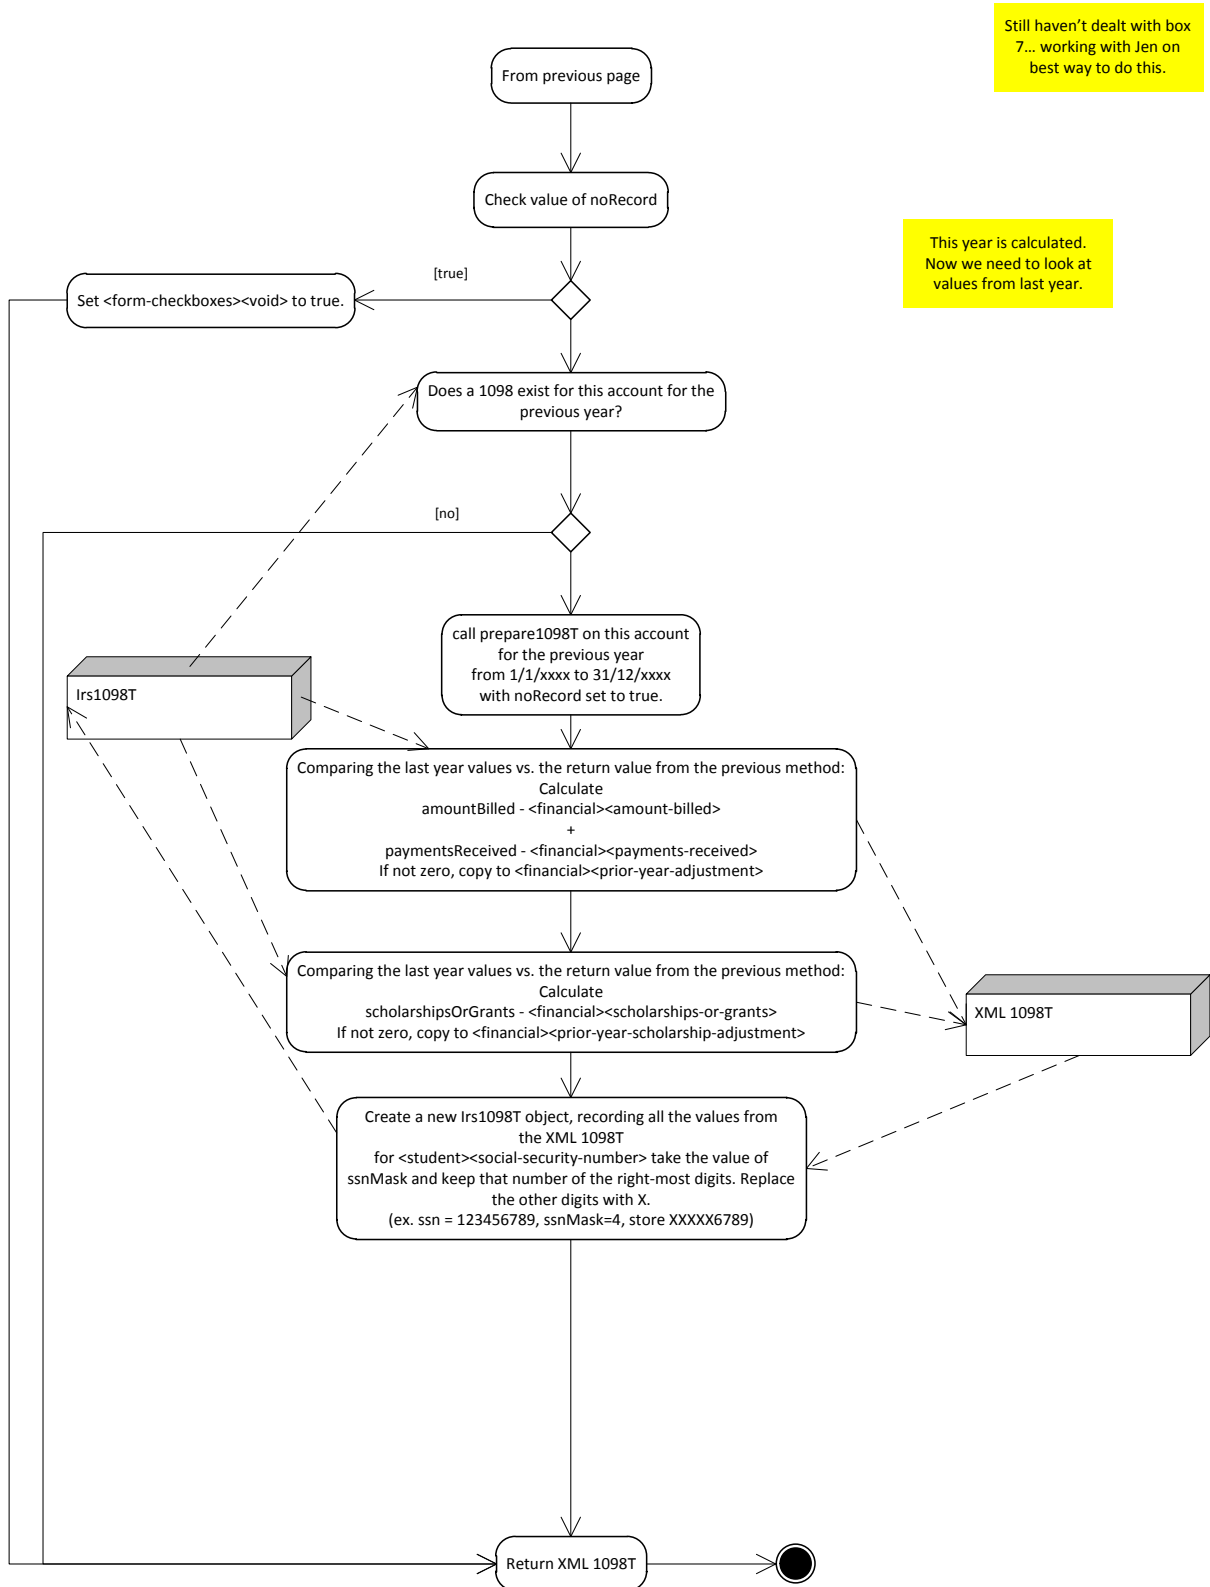 Still haven't dealt with box
7… working with Jen on
best way to do this.
From previous page
Check value of noRecord
This year is calculated.
Now we need to look at
values from last year.
[true]
Set <form-checkboxes><void> to true.
Does a 1098 exist for this account for the
previous year?
[no]
call prepare1098T on this account
for the previous year
from 1/1/xxxx to 31/12/xxxx
with noRecord set to true.
Irs1098T
Comparing the last year values vs. the return value from the previous method:
Calculate
amountBilled - <financial><amount-billed>
+
paymentsReceived - <financial><payments-received>
If not zero, copy to <financial><prior-year-adjustment>
Comparing the last year values vs. the return value from the previous method:
Calculate
scholarshipsOrGrants - <financial><scholarships-or-grants>
If not zero, copy to <financial><prior-year-scholarship-adjustment>
XML 1098T
Create a new Irs1098T object, recording all the values from
the XML 1098T
for <student><social-security-number> take the value of
ssnMask and keep that number of the right-most digits. Replace
the other digits with X.
(ex. ssn = 123456789, ssnMask=4, store XXXXX6789)
Return XML 1098T